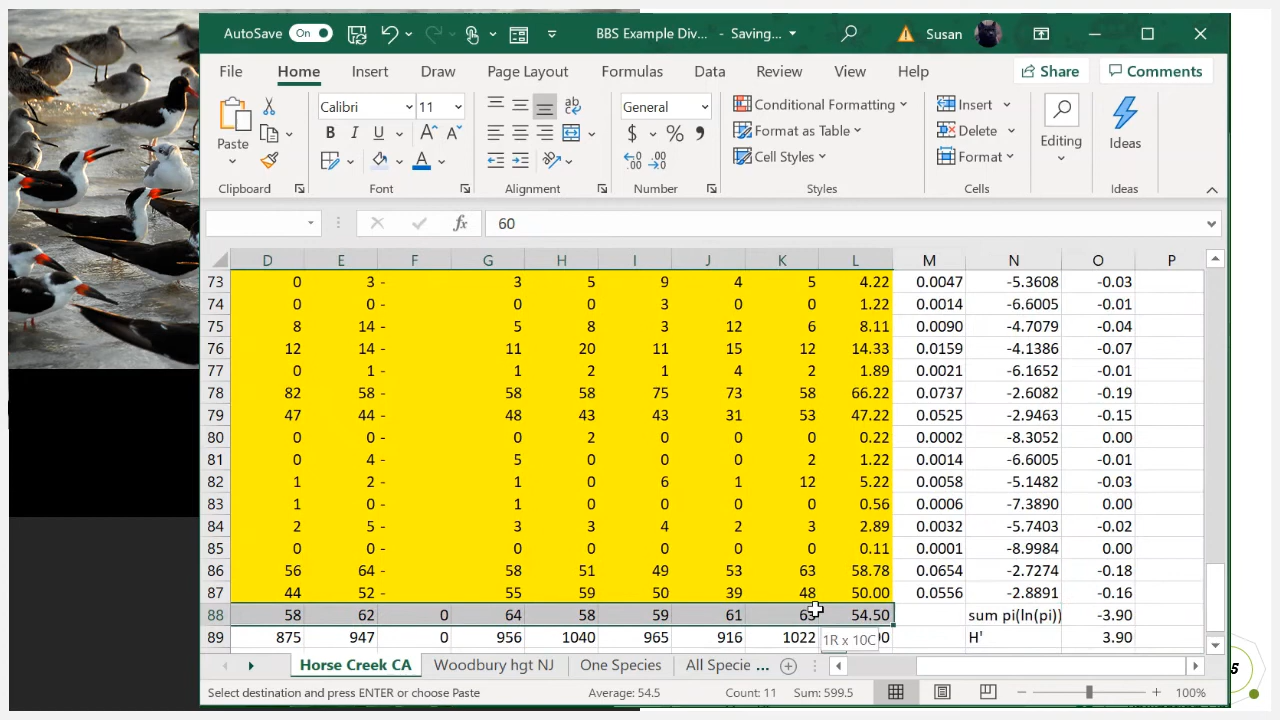 AutoSave On BBS Example Div... - Saving... Susan
File Home Insert Draw Page Layout Formulas Data Review View Help Share Comments
Calibri 11 General Conditional Formatting Insert
Paste B I U $ % Format as Table Delete Editing Ideas
Cell Styles Format
Clipboard Font Alignment Number Styles Cells Ideas
fx 60
D E F G H I J K L M N O P
73 0 3 - 3 5 9 4 5 4.22 0.0047 -5.3608 -0.03
74 0 0 - 0 0 3 0 0 1.22 0.0014 -6.6005 -0.01
75 8 14 - 5 8 3 12 6 8.11 0.0090 -4.7079 -0.04
76 12 14 - 11 20 11 15 12 14.33 0.0159 -4.1386 -0.07
77 0 1 - 1 2 1 4 2 1.89 0.0021 -6.1652 -0.01
78 82 58 - 58 58 75 73 58 66.22 0.0737 -2.6082 -0.19
79 47 44 - 48 43 43 31 53 47.22 0.0525 -2.9463 -0.15
80 0 0 - 0 2 0 0 0 0.22 0.0002 -8.3052 0.00
81 0 4 - 5 0 0 0 2 1.22 0.0014 -6.6005 -0.01
82 1 2 - 1 0 6 1 12 5.22 0.0058 -5.1482 -0.03
83 1 0 - 1 0 0 0 0 0.56 0.0006 -7.3890 0.00
84 2 5 - 3 3 4 2 3 2.89 0.0032 -5.7403 -0.02
85 0 0 - 0 0 0 0 0 0.11 0.0001 -8.9984 0.00
86 56 64 - 58 51 49 53 63 58.78 0.0654 -2.7274 -0.18
87 44 52 - 55 59 50 39 48 50.00 0.0556 -2.8891 -0.16
88 58 62 0 64 58 59 61 63 54.50 sum pi(ln(pi)) -3.90
89 875 947 0 956 1040 965 916 1022 H' 3.90
1R x 10C
Horse Creek CA Woodbury hgt NJ One Species All Specie ...
5
Select destination and press ENTER or choose Paste Average: 54.5 Count: 11 Sum: 599.5 100%